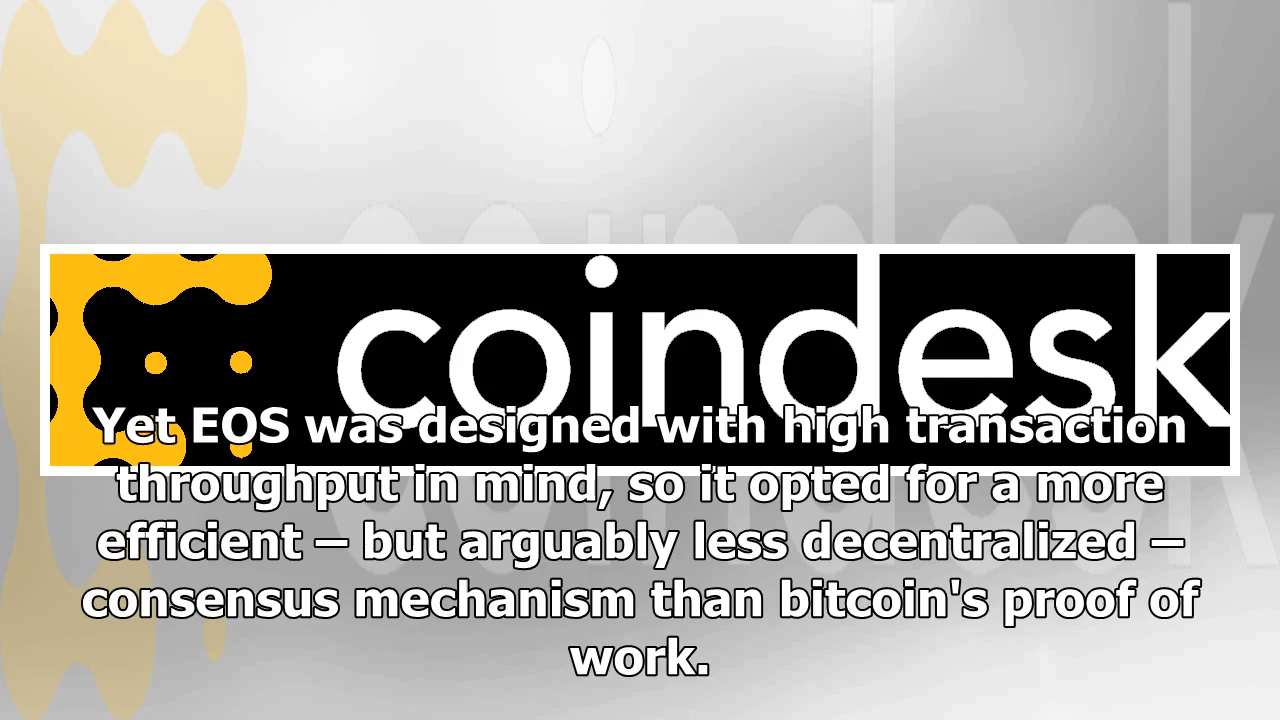 coindesk
Yet EOS was designed with high transaction
throughput in mind, so it opted for a more
efficient – but arguably less decentralized –
consensus mechanism than bitcoin's proof of
work.